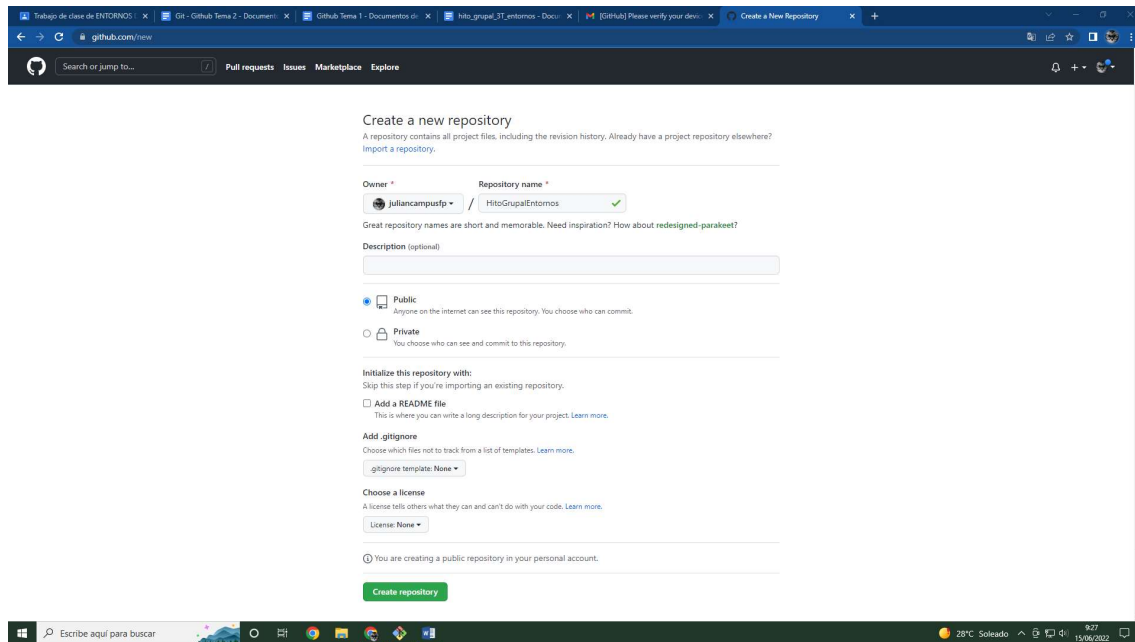 Trabajo de clase de ENTORNOS
Git - Github Tema 2 - Document
Github Tema 1 - Documentos de
hito_grupal_3T_entornos - Docu
[GitHub] Please verify your devic
Create a New Repository
github.com/new
Search or jump to...
/
Pull requests Issues Marketplace Explore
Create a new repository
A repository contains all project files, including the revision history. Already have a project repository elsewhere?
Import a repository.
Owner * Repository name *
juliancampusfp / HitoGrupalEntornos
Great repository names are short and memorable. Need inspiration? How about redesigned-parakeet?
Description (optional)
Public
Anyone on the internet can see this repository. You choose who can commit.
Private
You choose who can see and commit to this repository.
Initialize this repository with:
Skip this step if you're importing an existing repository.
Add a README file
This is where you can write a long description for your project. Learn more.
Add .gitignore
Choose which files not to track from a list of templates. Learn more.
.gitignore template: None
Choose a license
A license tells others what they can and can't do with your code. Learn more.
License: None
You are creating a public repository in your personal account.
Create repository
Escribe aquí para buscar
28°C Soleado
9:27
15/06/2022